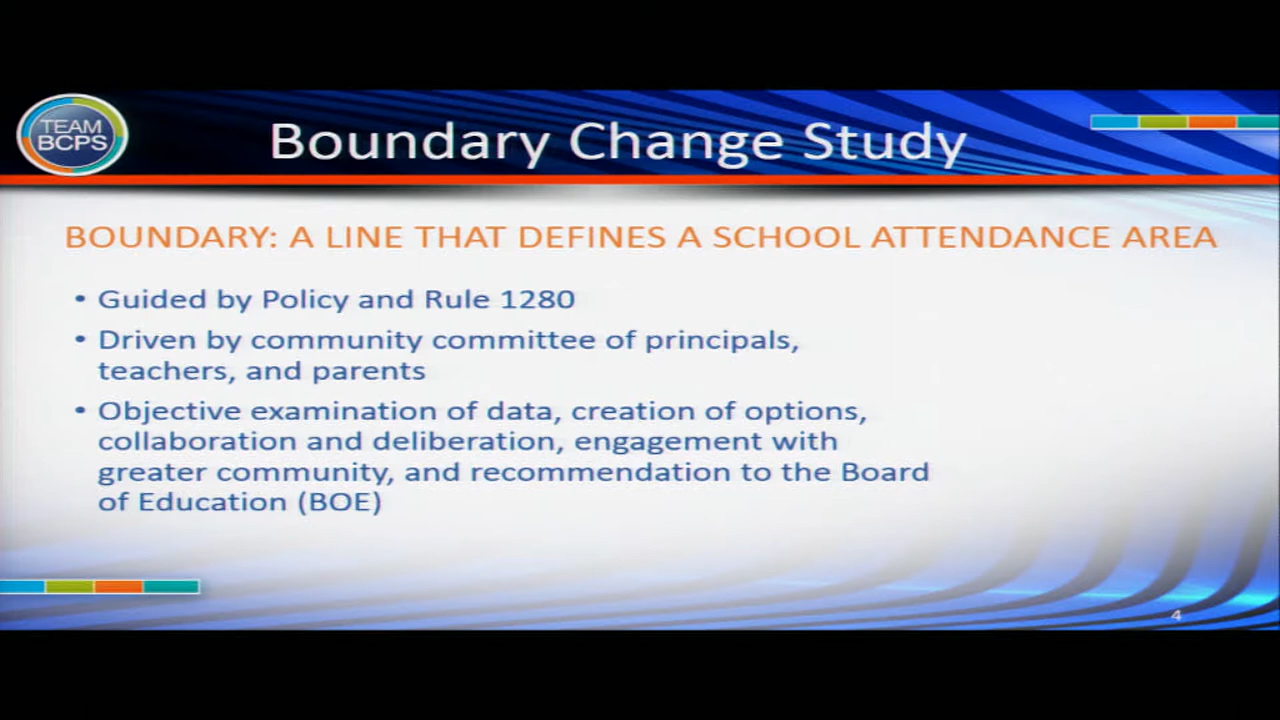 TEAM
BCPS
Boundary Change Study
BOUNDARY: A LINE THAT DEFINES A SCHOOL ATTENDANCE AREA
• Guided by Policy and Rule 1280
• Driven by community committee of principals,
teachers, and parents
• Objective examination of data, creation of options,
collaboration and deliberation, engagement with
greater community, and recommendation to the Board
of Education (BOE)
4